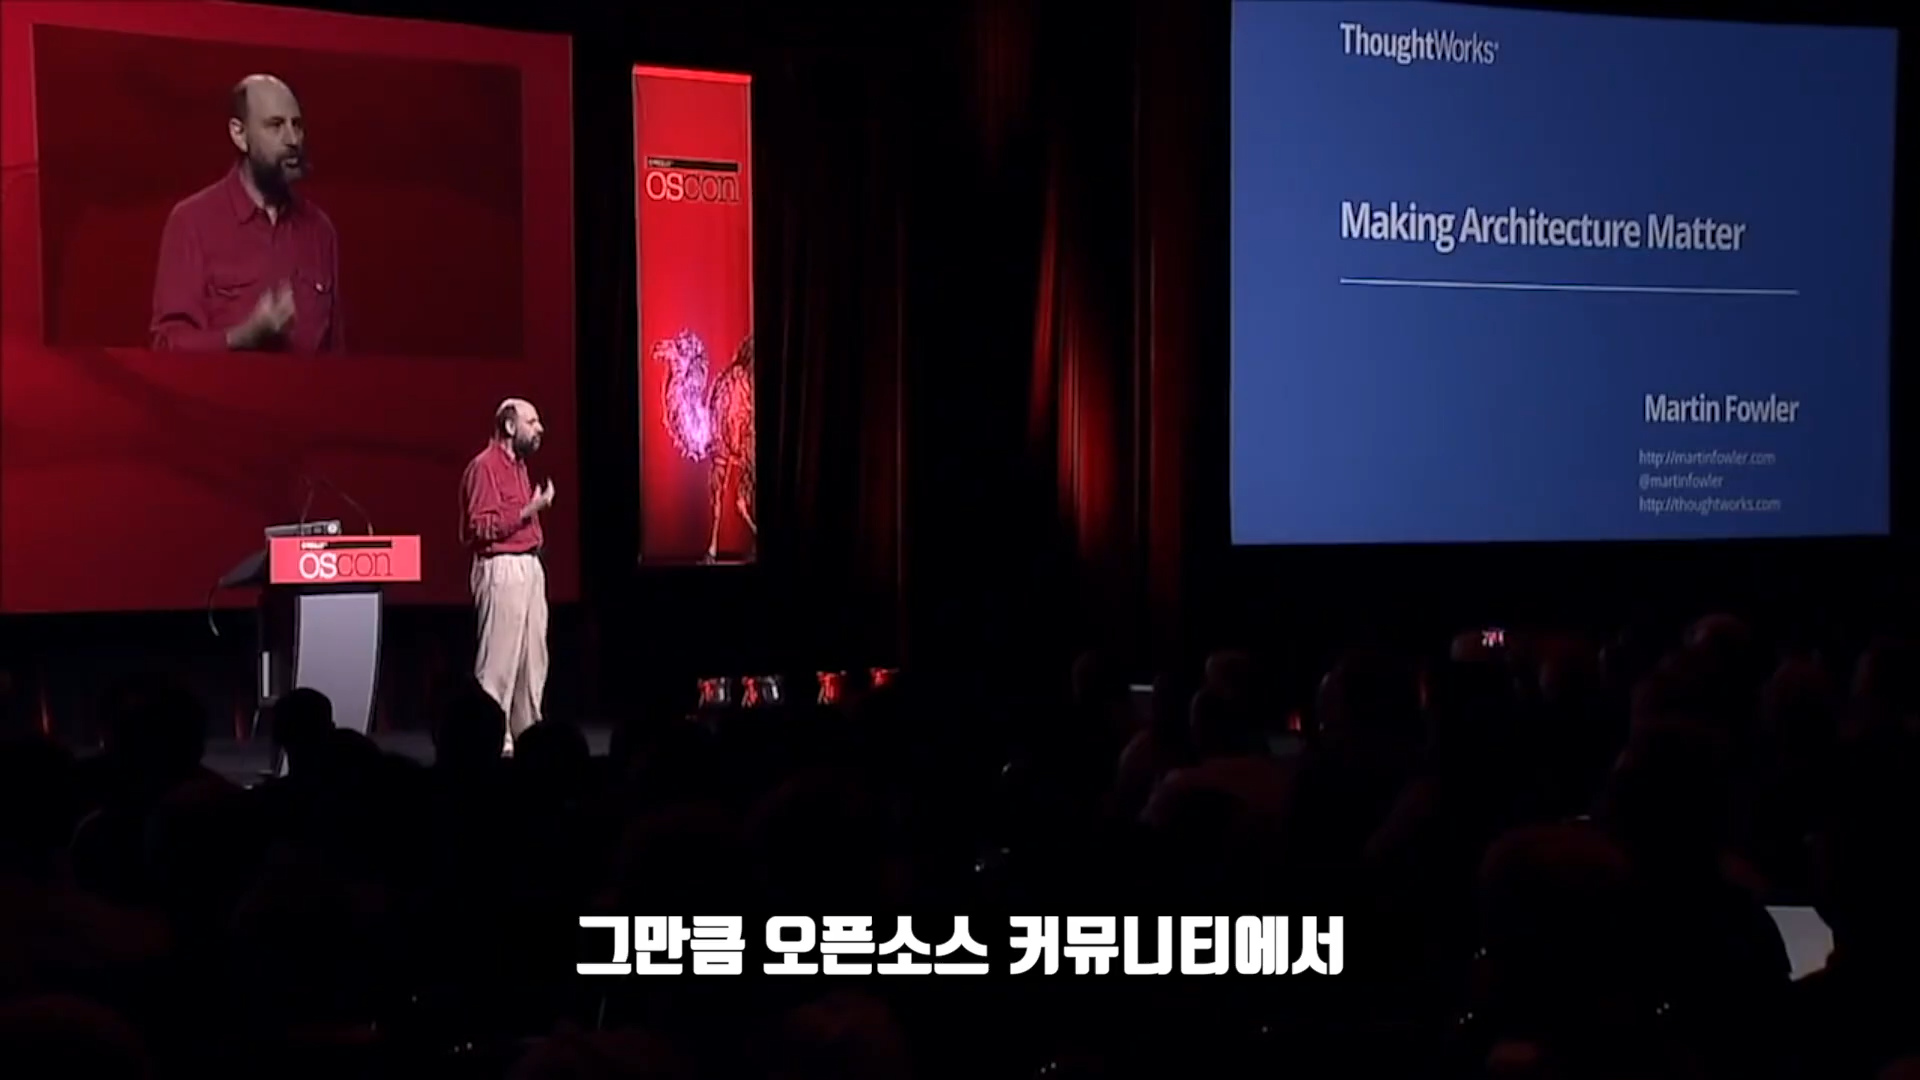 ThoughtWorks®
Making Architecture Matter
Martin Fowler
http://martinfowler.com
@martinfowler
http://thoughtworks.com
O'REILLY®
oscon
oscon
그만큼 오픈소스 커뮤니티에서